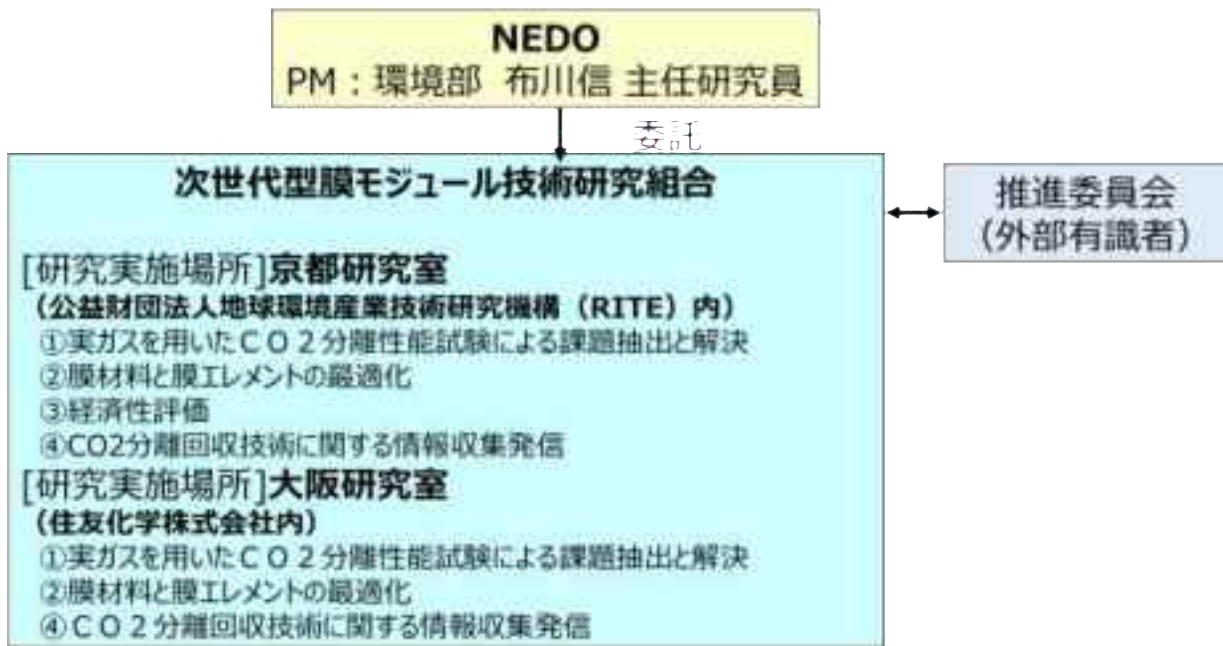 NEDO
PM：環境部 布川信 主任研究員
委託
次世代型膜モジュール技術研究組合
推進委員会
（外部有識者）
[研究実施場所]京都研究室
（公益財団法人地球環境産業技術研究機構（RITE）内）
①実ガスを用いたＣＯ２分離性能試験による課題抽出と解決
②膜材料と膜エレメントの最適化
③経済性評価
④CO2分離回収技術に関する情報収集発信
[研究実施場所]大阪研究室
（住友化学株式会社内）
①実ガスを用いたＣＯ２分離性能試験による課題抽出と解決
②膜材料と膜エレメントの最適化
④ＣＯ２分離回収技術に関する情報収集発信